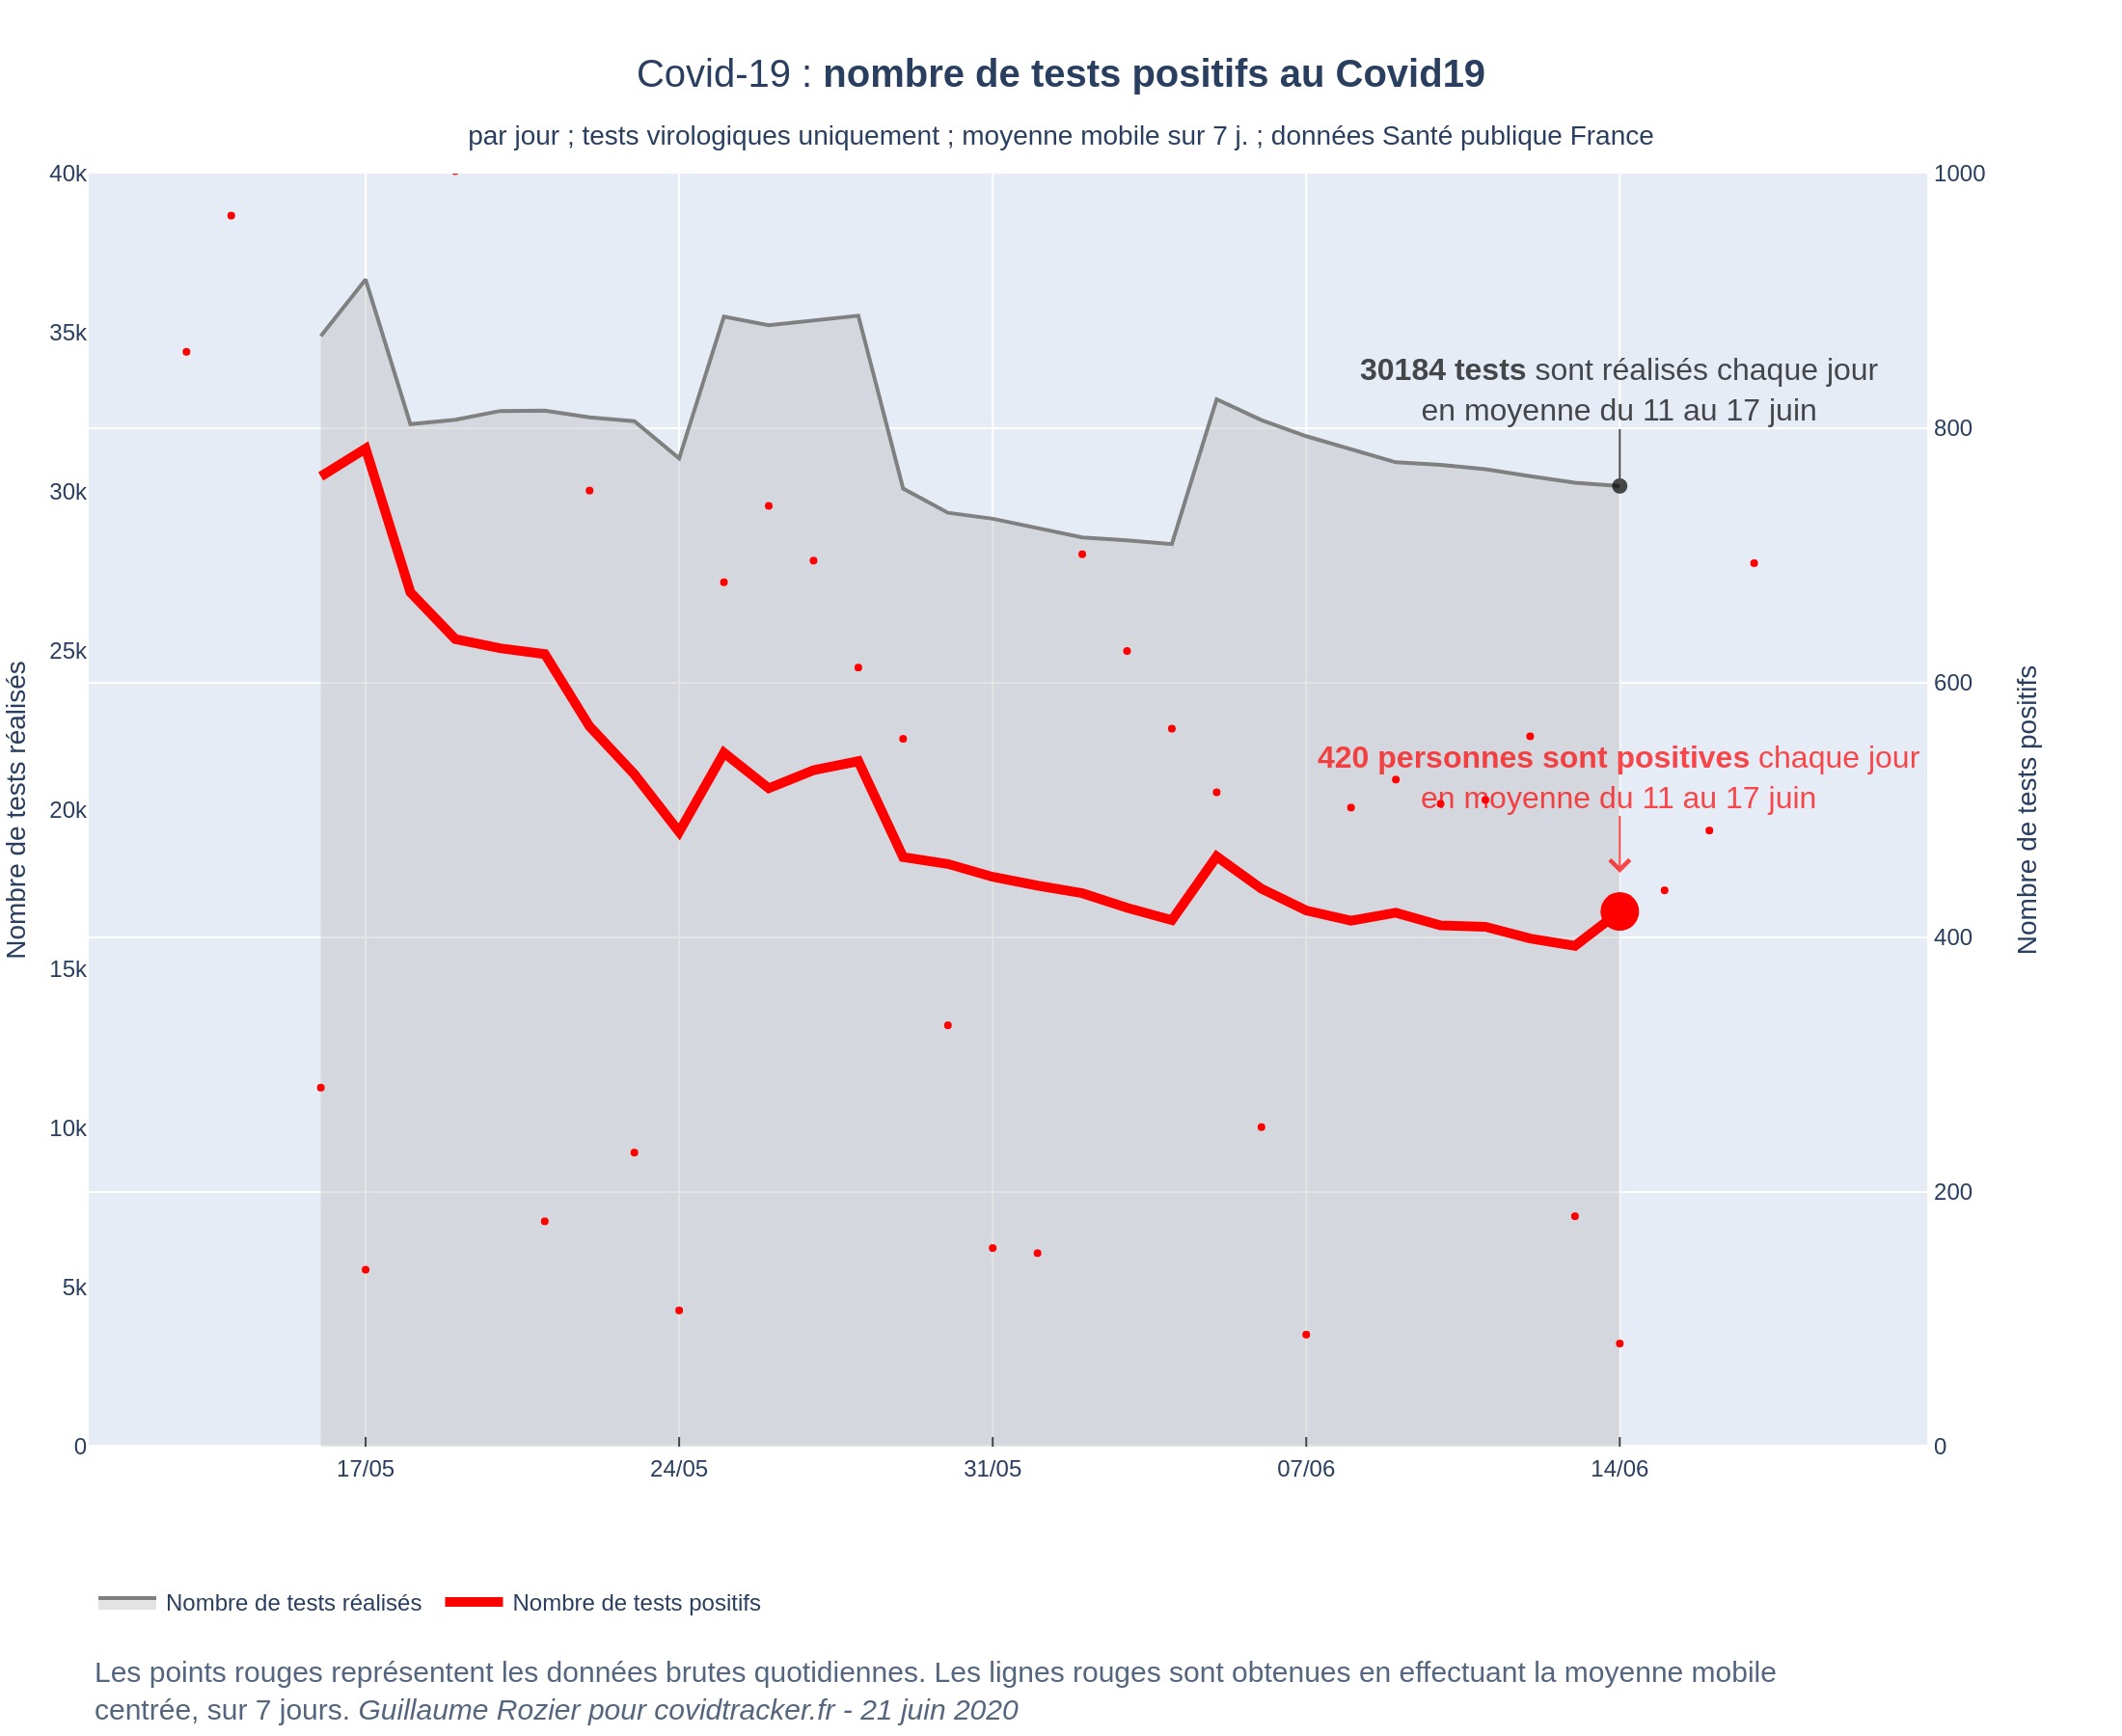 Covid-19 : nombre de tests positifs au Covid19
par jour ; tests virologiques uniquement ; moyenne mobile sur 7 j. ; données Santé publique France
40k
35k
30k
25k
20k
15k
10k
5k
0
Nombre de tests réalisés
1000
800
600
400
200
0
Nombre de tests positifs
30184 tests sont réalisés chaque jour
en moyenne du 11 au 17 juin
420 personnes sont positives chaque jour
en moyenne du 11 au 17 juin
17/05
24/05
31/05
07/06
14/06
Nombre de tests réalisés
Nombre de tests positifs
Les points rouges représentent les données brutes quotidiennes. Les lignes rouges sont obtenues en effectuant la moyenne mobile
centrée, sur 7 jours. Guillaume Rozier pour covidtracker.fr - 21 juin 2020